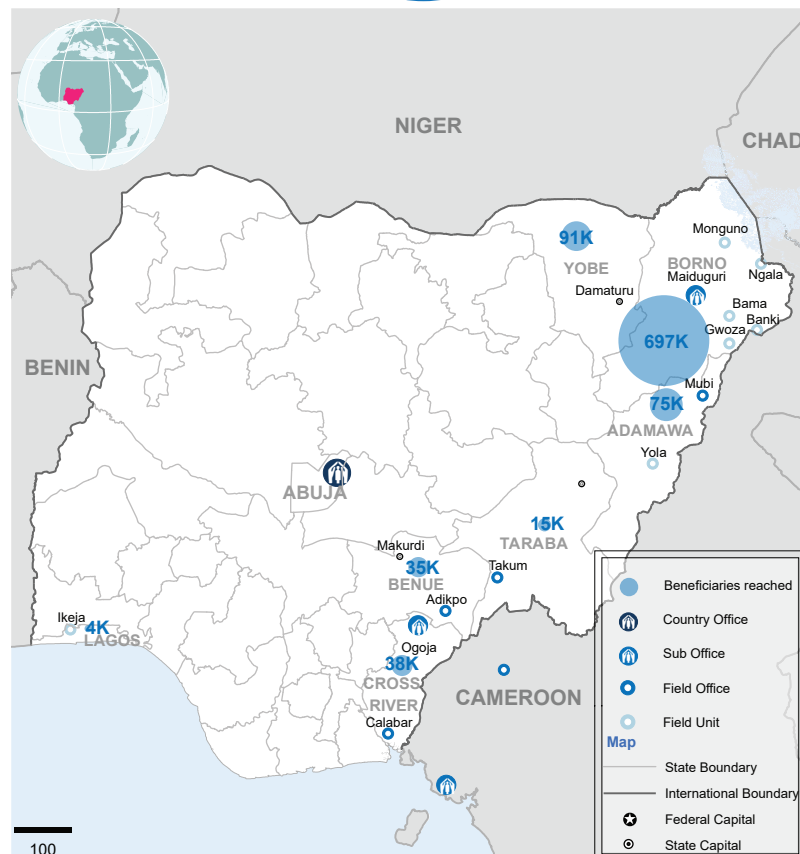 NIGER
CHAD
91K
YOBE
Damaturu
Monguno
BORNO
Maiduguri
Ngala
Bama
Banki
Gwoza
697K
BENIN
Mubi
75K
ADAMAWA
Yola
ABUJA
15K
TARABA
Makurdi
35K
BENUE
Takum
Adikpo
Ikeja
4K
LAGOS
Ogoja
38K
CROSS
RIVER
Calabar
CAMEROON
Beneficiaries reached
Country Office
Sub Office
Field Office
Field Unit
Map
State Boundary
International Boundary
Federal Capital
State Capital
100